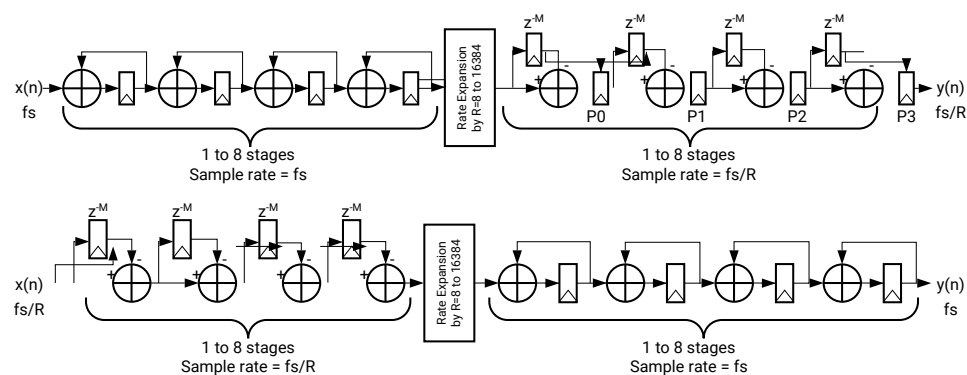 z-M z-M z-M z-M
x(n)
fs
+ - + - + - + -
Rate Expansion
by R=8 to 16384
P0 P1 P2 P3
y(n)
fs/R
1 to 8 stages
Sample rate = fs
1 to 8 stages
Sample rate = fs/R
z-M z-M z-M z-M
x(n)
fs/R
+ - + - + - + -
Rate Expansion
by R=8 to 16384
y(n)
fs
1 to 8 stages
Sample rate = fs/R
1 to 8 stages
Sample rate = fs